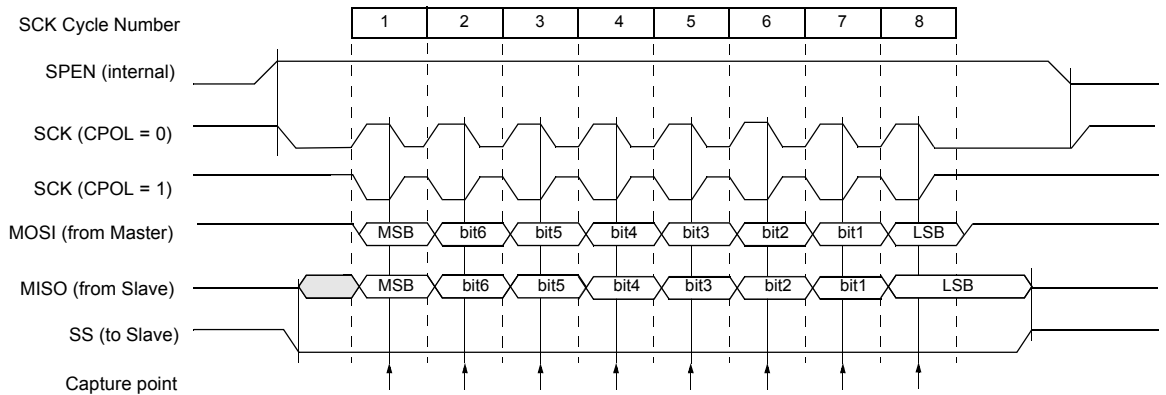 SCK Cycle Number 1 2 3 4 5 6 7 8
SPEN (internal)
SCK (CPOL = 0)
SCK (CPOL = 1)
MOSI (from Master) MSB bit6 bit5 bit4 bit3 bit2 bit1 LSB
MISO (from Slave) MSB bit6 bit5 bit4 bit3 bit2 bit1 LSB
SS (to Slave)
Capture point